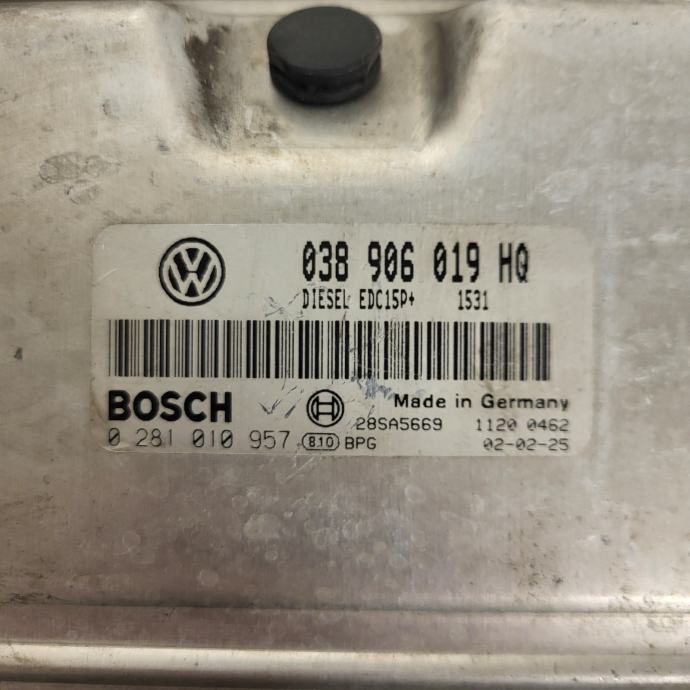 038 906 019 HQ
DIESEL EDC15P+ 1531
BOSCH Made in Germany
28SA5669 1120 0462
0 281 010 957 810 BPG 02-02-25